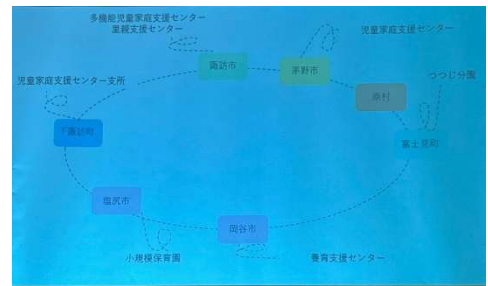 多機能児童家庭支援センター
里親支援センター
児童家庭支援センター
諏訪市
茅野市
つつじ分園
児童家庭支援センター支所
原村
下諏訪町
富士見町
塩尻市
岡谷市
小規模保育園
養育支援センター